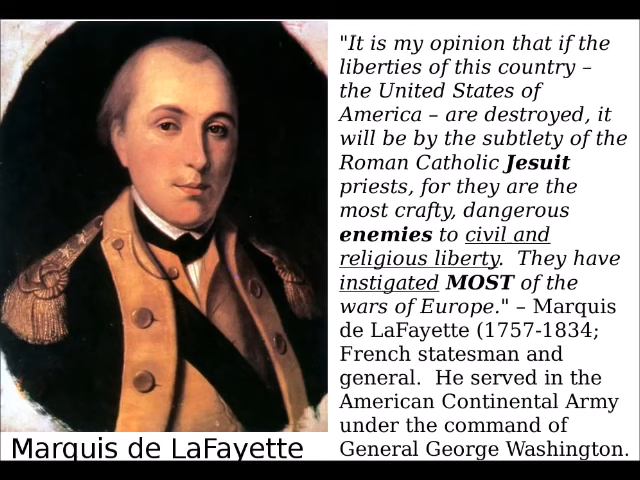 "It is my opinion that if the
liberties of this country –
the United States of
America – are destroyed, it
will be by the subtlety of the
Roman Catholic Jesuit
priests, for they are the
most crafty, dangerous
enemies to civil and
religious liberty.  They have
instigated MOST of the
wars of Europe." – Marquis
de LaFayette (1757-1834;
French statesman and
general.  He served in the
American Continental Army
under the command of
General George Washington.
Marquis de LaFayette